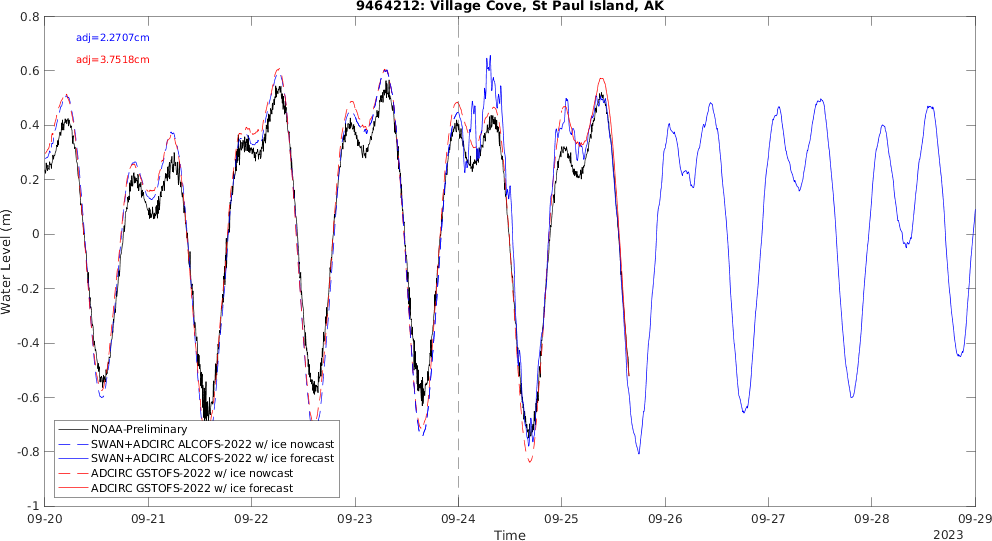 9464212: Village Cove, St Paul Island, AK
adj=2.2707cm
adj=3.7518cm
Water Level (m)
0.8
0.6
0.4
0.2
0
-0.2
-0.4
-0.6
-0.8
-1
NOAA-Preliminary
SWAN+ADCIRC ALCOFS-2022 w/ ice nowcast
SWAN+ADCIRC ALCOFS-2022 w/ ice forecast
ADCIRC GSTOFS-2022 w/ ice nowcast
ADCIRC GSTOFS-2022 w/ ice forecast
09-20 09-21 09-22 09-23 09-24 09-25 09-26 09-27 09-28 09-29
Time
2023